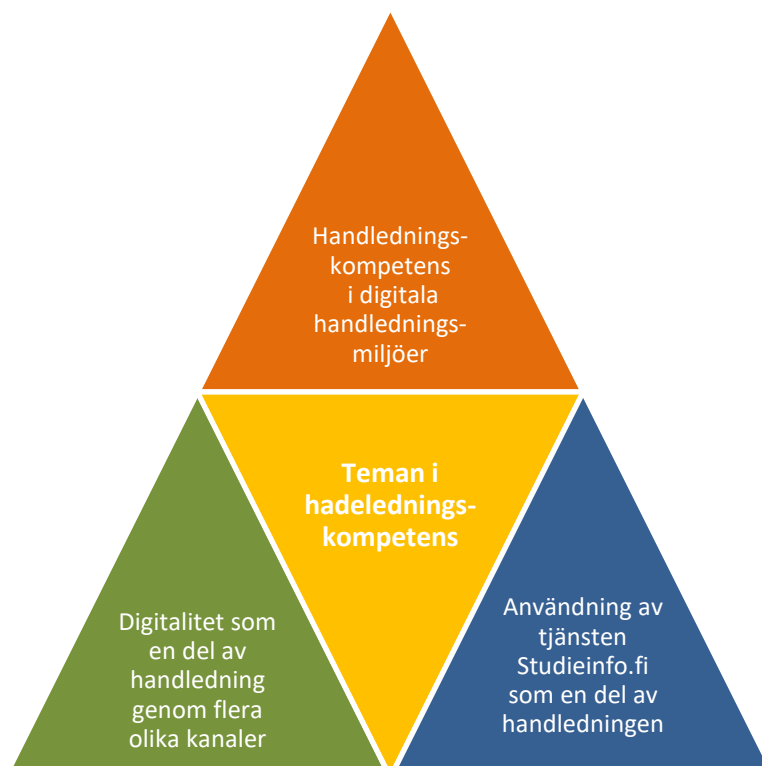 Handlednings-
kompetens
i digitala
handlednings-
miljöer
Teman i
hadelednings-
kompetens
Digitalitet som
en del av
handledning
genom flera
olika kanaler
Användning av
tjänsten
Studieinfo.fi
som en del av
handledningen